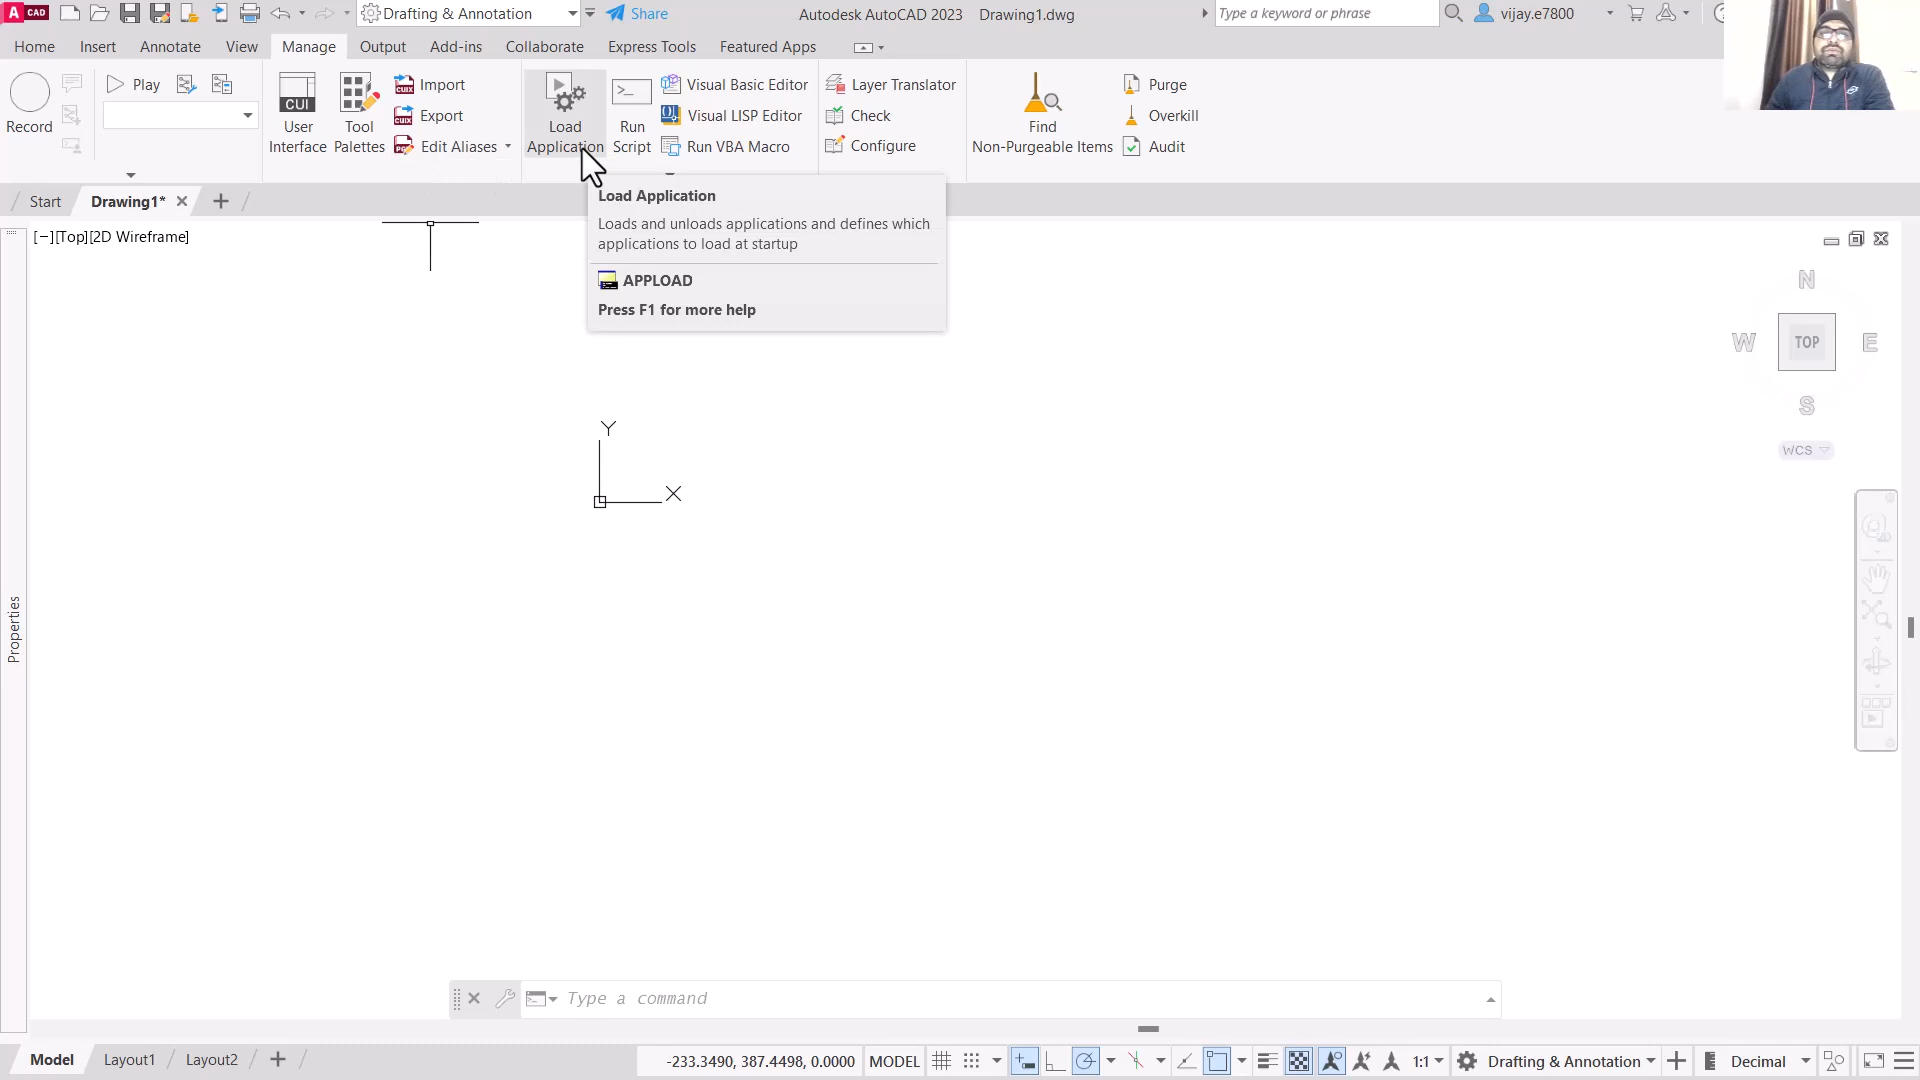 A CAD
Drafting & Annotation
Share
Autodesk AutoCAD 2023 Drawing1.dwg
Type a keyword or phrase
vijay.e7800
Home Insert Annotate View Manage Output Add-ins Collaborate Express Tools Featured Apps
Record
Play
CUI
User
Interface
Tool
Palettes
Import
Export
Edit Aliases
Load
Application
Run
Script
Visual Basic Editor
Visual LISP Editor
Run VBA Macro
Layer Translator
Check
Configure
Find
Non-Purgeable Items
Purge
Overkill
Audit
Start Drawing1*
Load Application
Loads and unloads applications and defines which
applications to load at startup
APPLOAD
Press F1 for more help
[−][Top][2D Wireframe]
N
W TOP E
S
WCS
Y
X
Properties
Type a command
Model Layout1 Layout2
-233.3490, 387.4498, 0.0000 MODEL
1:1 Drafting & Annotation Decimal